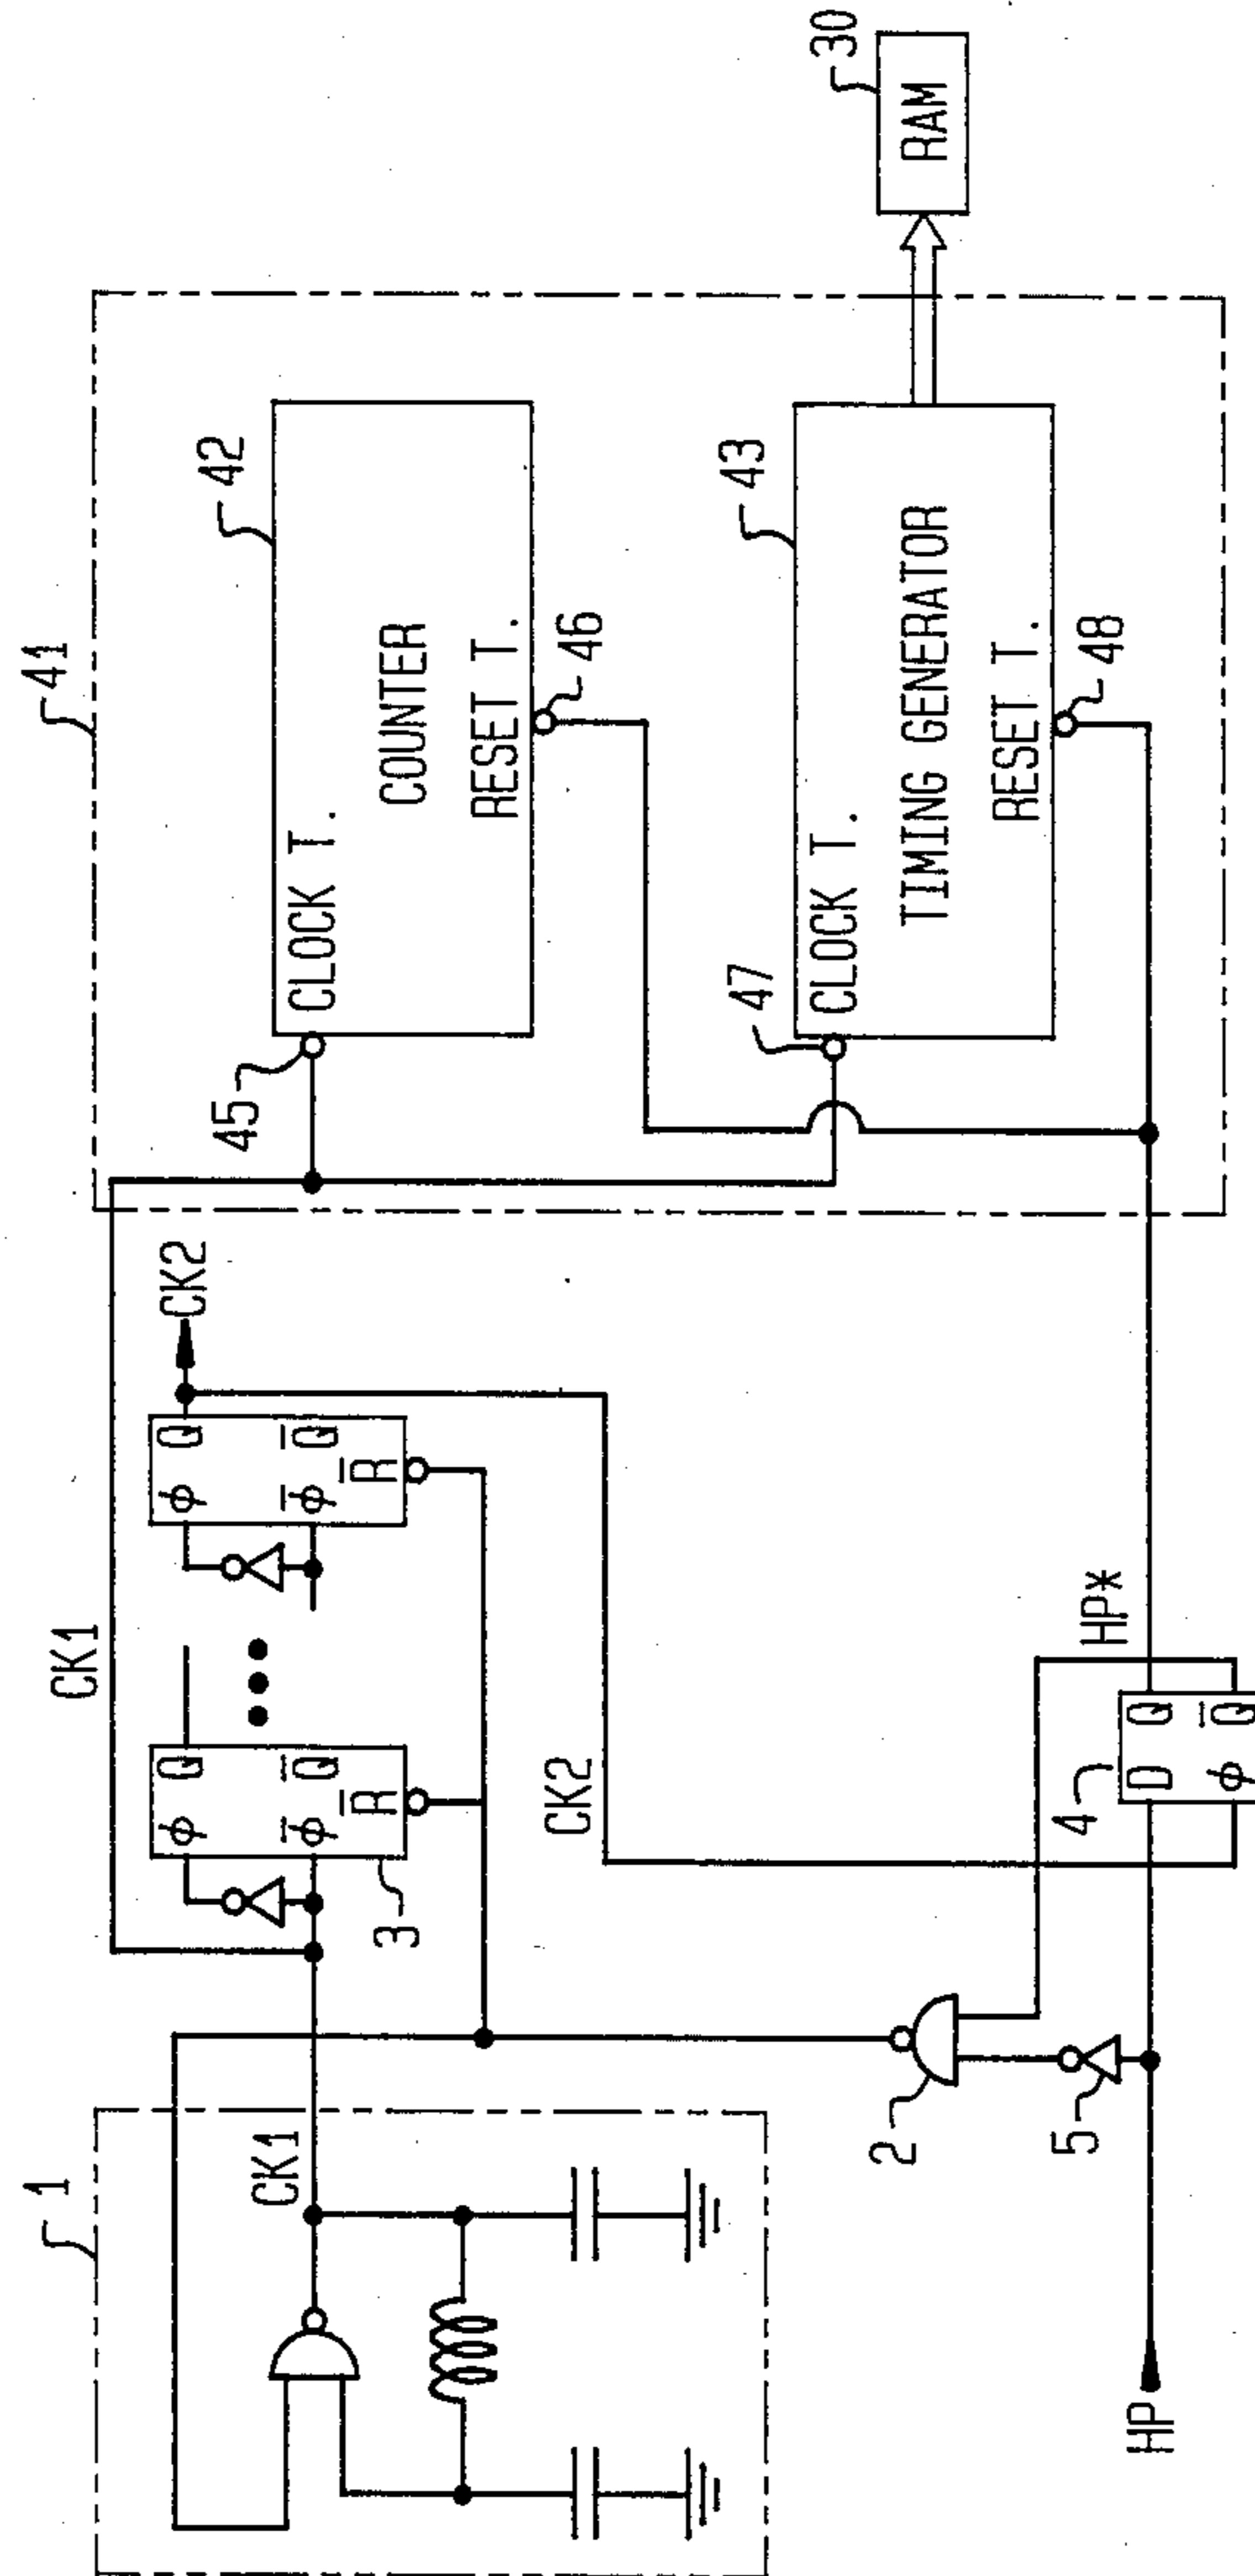 41
42
30
RAM
45
CLOCK T.
COUNTER
RESET T.
46
43
47
CLOCK T.
TIMING GENERATOR
RESET T.
48
CK1
CK2
ϕ Q
ϕ̅ Q̅
R̅
3
ϕ Q
ϕ̅ Q̅
R̅
CK2
1
CK1
2
5
HP
4
D Q
ϕ Q̅
HP*